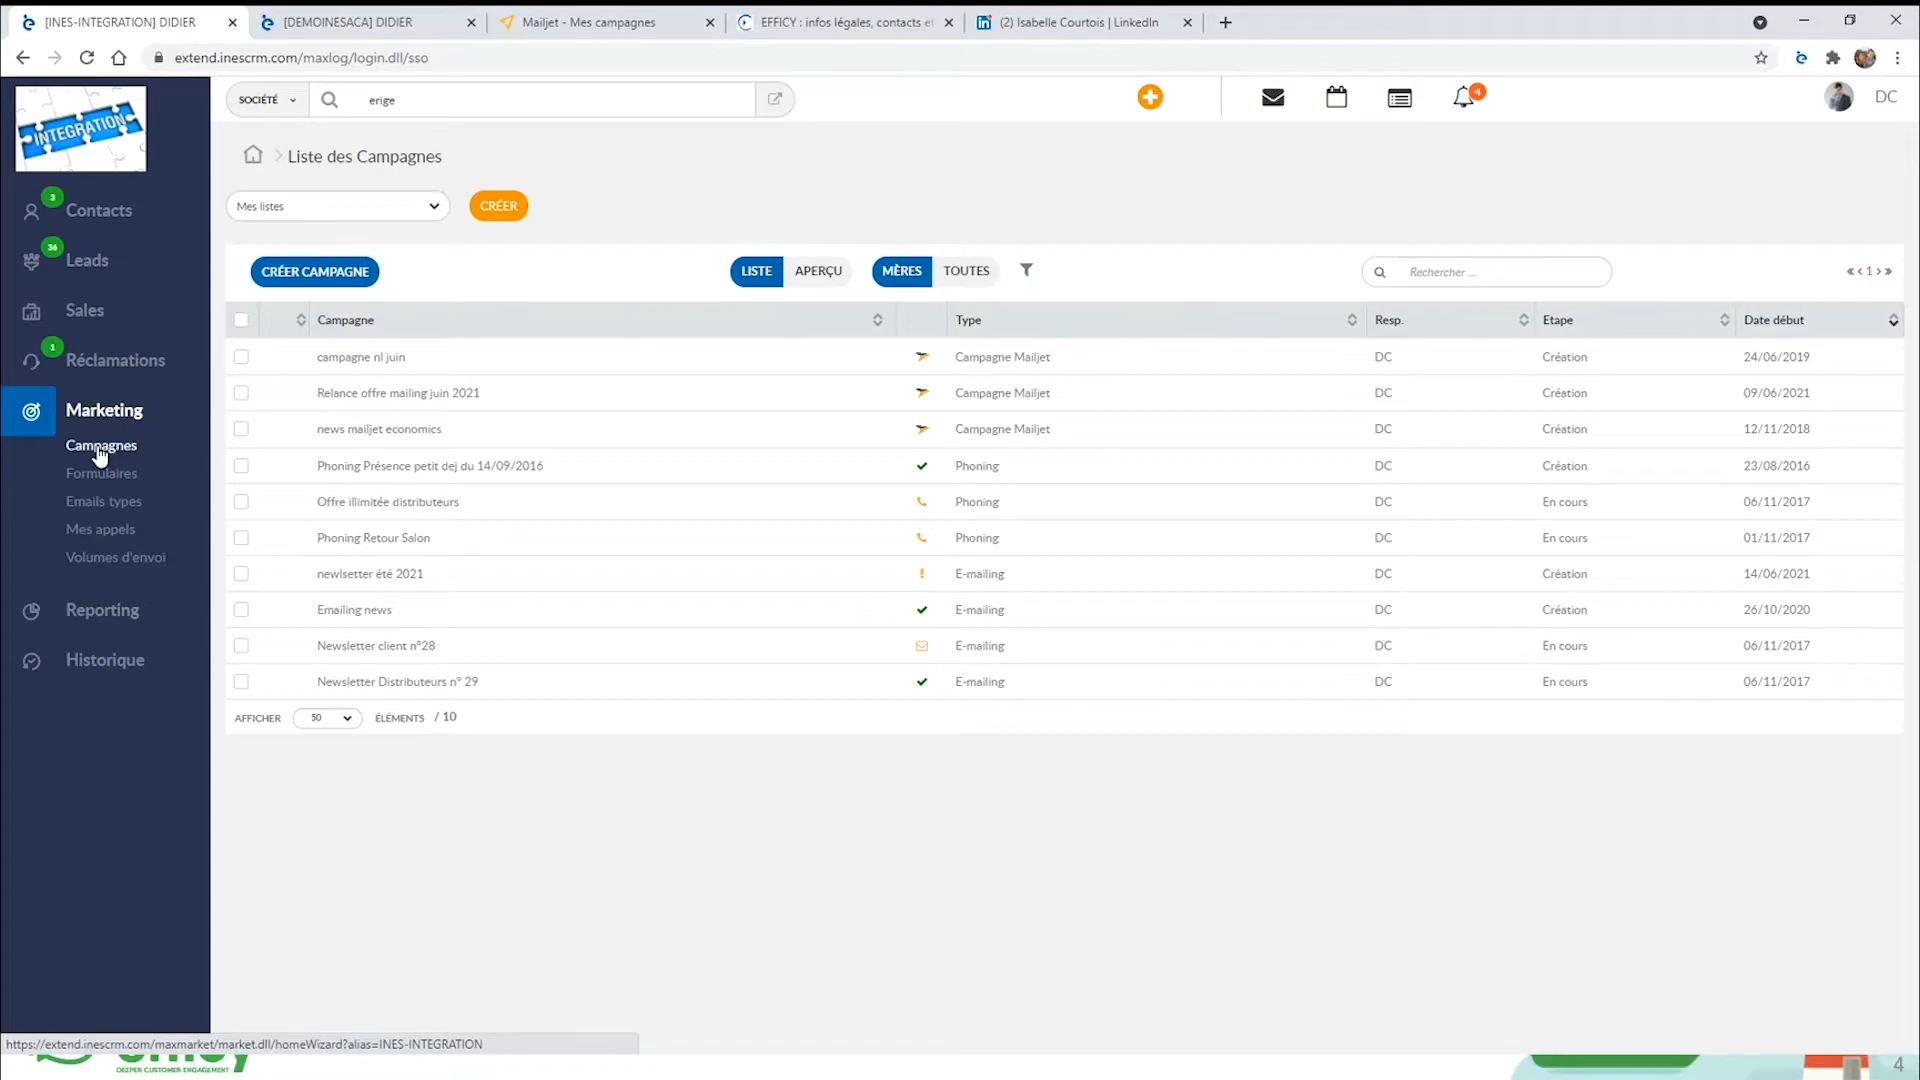 [INES-INTEGRATION] DIDIER
[DEMOINESACA] DIDIER
Mailjet - Mes campagnes
EFFICY : infos légales, contacts et
(2) Isabelle Courtois | LinkedIn
extend.inescrm.com/maxlog/login.dll/sso
INTEGRATION
SOCIÉTÉ
erige
4
DC
Liste des Campagnes
Mes listes
CRÉER
3
Contacts
36
Leads
Sales
1
Réclamations
Marketing
Campagnes
Formulaires
Emails types
Mes appels
Volumes d'envoi
Reporting
Historique
CRÉER CAMPAGNE
LISTE
APERÇU
MÈRES
TOUTES
Rechercher ...
1
Campagne Type Resp. Etape Date début
campagne nl juin Campagne Mailjet DC Création 24/06/2019
Relance offre mailing juin 2021 Campagne Mailjet DC Création 09/06/2021
news mailjet economics Campagne Mailjet DC Création 12/11/2018
Phoning Présence petit dej du 14/09/2016 Phoning DC Création 23/08/2016
Offre illimitée distributeurs Phoning DC En cours 06/11/2017
Phoning Retour Salon Phoning DC En cours 01/11/2017
newlsetter été 2021 E-mailing DC Création 14/06/2021
Emailing news E-mailing DC Création 26/10/2020
Newsletter client n°28 E-mailing DC En cours 06/11/2017
Newsletter Distributeurs n° 29 E-mailing DC En cours 06/11/2017
AFFICHER 50 ÉLÉMENTS / 10
https://extend.inescrm.com/maxmarket/market.dll/homeWizard?alias=INES-INTEGRATION
DEEPER CUSTOMER ENGAGEMENT
4